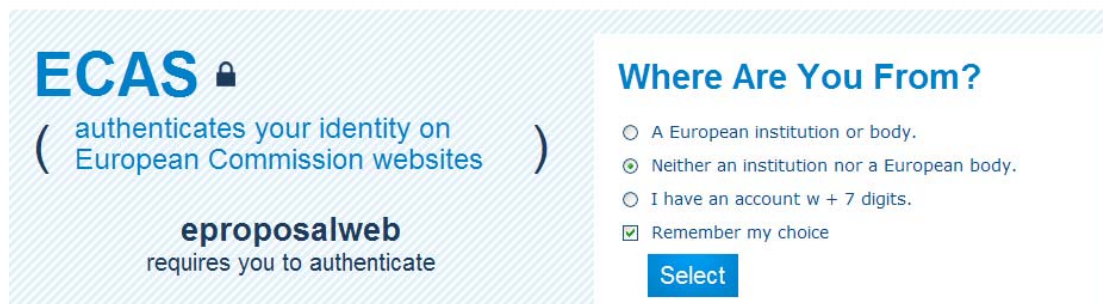 ECAS
( authenticates your identity on
European Commission websites )
eproposalweb
requires you to authenticate
Where Are You From?
A European institution or body.
Neither an institution nor a European body.
I have an account w + 7 digits.
Remember my choice
Select